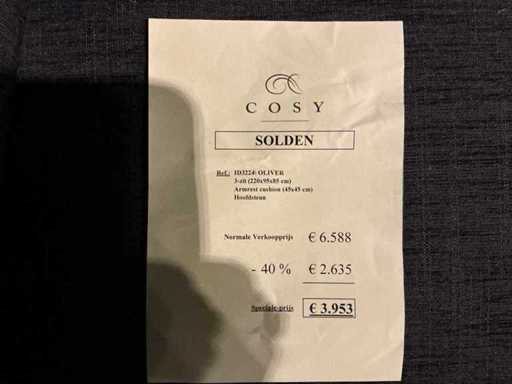 COSY
SOLDEN
Ref.: ID3224: OLIVER
3-zit (220x95x85 cm)
Armrest cushion (45x45 cm)
Hoofdsteun
Normale Verkoopprijs € 6.588
- 40 % € 2.635
Speciale prijs € 3.953